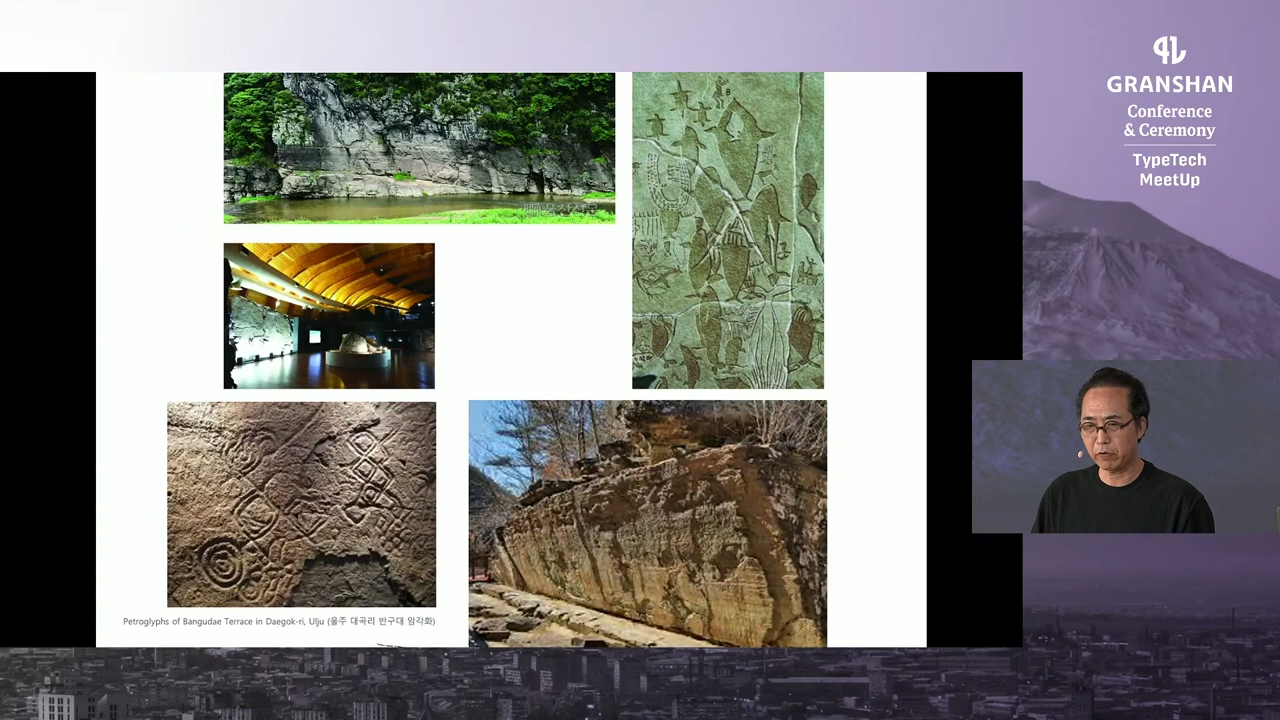 GRANSHAN
Conference
& Ceremony
TypeTech
MeetUp
Petroglyphs of Bangudae Terrace in Daegok-ri, Ulju (울주 대곡리 반구대 암각화)